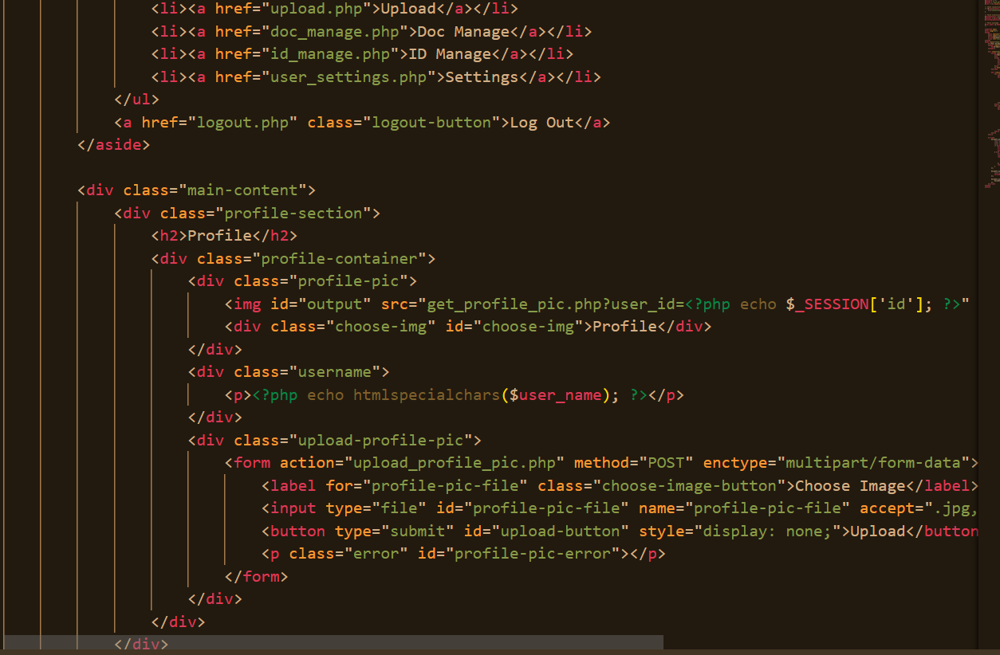 <li><a href="upload.php">Upload</a></li>
<li><a href="doc_manage.php">Doc Manage</a></li>
<li><a href="id_manage.php">ID Manage</a></li>
<li><a href="user_settings.php">Settings</a></li>
</ul>
<a href="logout.php" class="logout-button">Log Out</a>
</aside>
<div class="main-content">
<div class="profile-section">
<h2>Profile</h2>
<div class="profile-container">
<div class="profile-pic">
<img id="output" src="get_profile_pic.php?user_id=<?php echo $_SESSION['id']; ?>"
<div class="choose-img" id="choose-img">Profile</div>
</div>
<div class="username">
<p><?php echo htmlspecialchars($user_name); ?></p>
</div>
<div class="upload-profile-pic">
<form action="upload_profile_pic.php" method="POST" enctype="multipart/form-data">
<label for="profile-pic-file" class="choose-image-button">Choose Image</label>
<input type="file" id="profile-pic-file" name="profile-pic-file" accept=".jpg,
<button type="submit" id="upload-button" style="display: none;">Upload</button
<p class="error" id="profile-pic-error"></p>
</form>
</div>
</div>
</div>